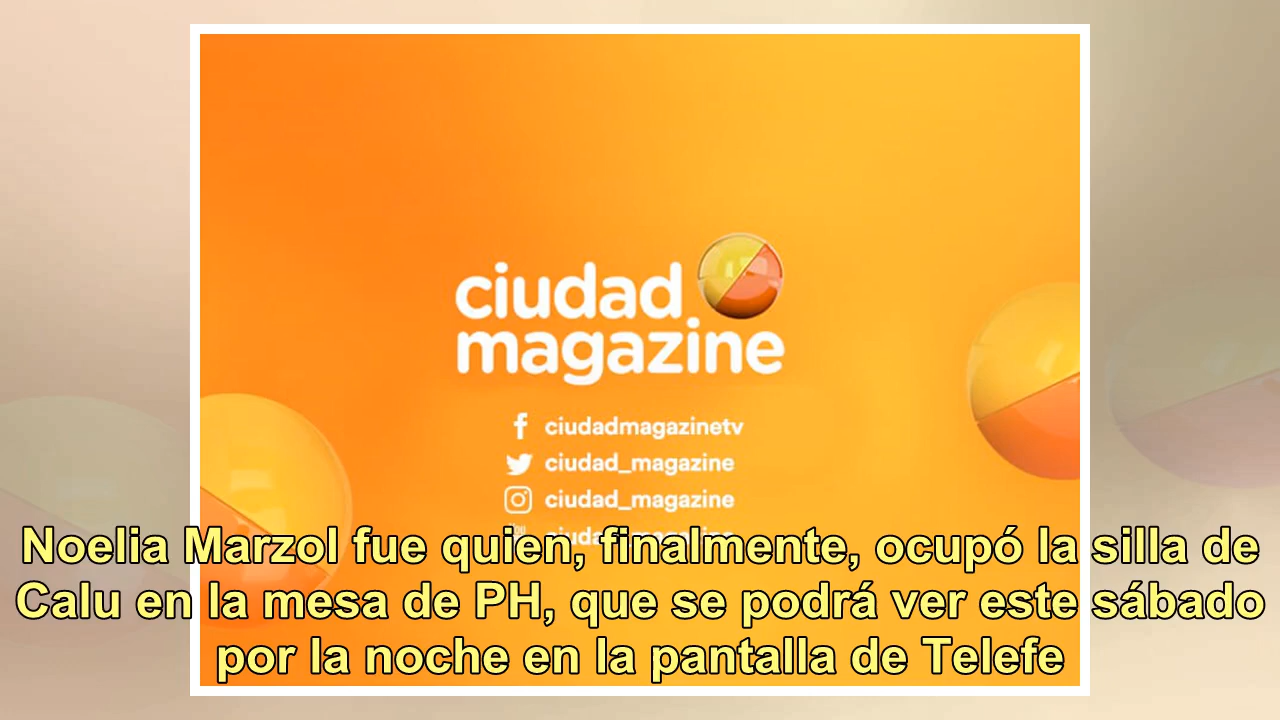 ciudad
magazine
ciudadmagazinetv
ciudad_magazine
ciudad_magazine
Noelia Marzol fue quien, finalmente, ocupó la silla de
Calu en la mesa de PH, que se podrá ver este sábado
por la noche en la pantalla de Telefe